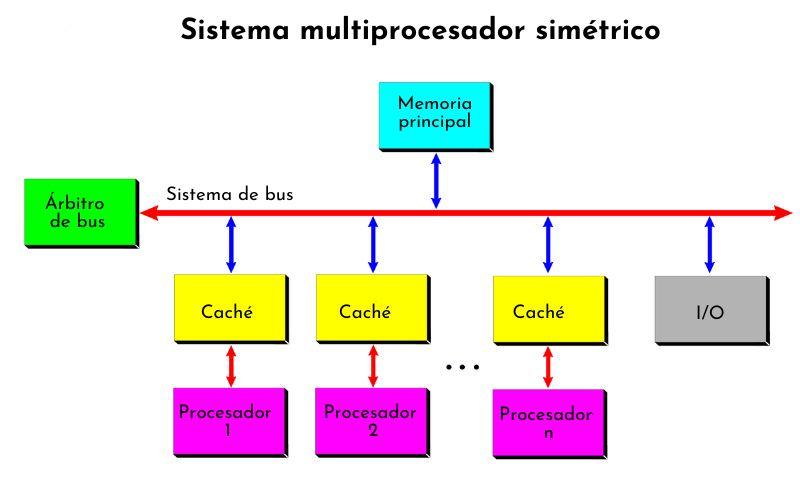 Sistema multiprocesador simétrico
Memoria
principal
Árbitro
de bus
Sistema de bus
Caché
Caché
Caché
I/O
...
Procesador
1
Procesador
2
Procesador
n